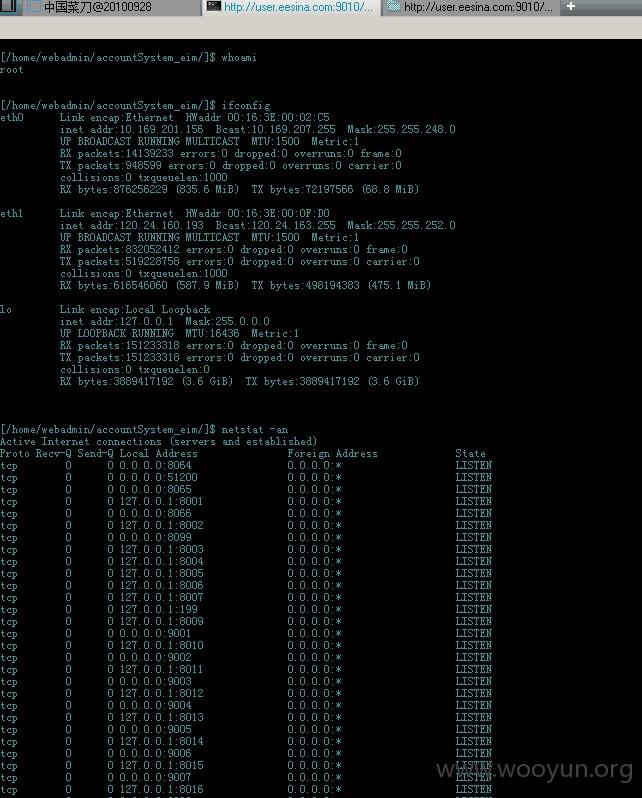 中国菜刀@20100928 http://user.eesina.com:9010/... http://user.eesina.com:9010/...
[/home/webadmin/accountSystem_eim/]$ whoami
root
[/home/webadmin/accountSystem_eim/]$ ifconfig
eth0 Link encap:Ethernet HWaddr 00:16:3E:00:02:C5
inet addr:10.169.201.156 Bcast:10.169.207.255 Mask:255.255.248.0
UP BROADCAST RUNNING MULTICAST MTU:1500 Metric:1
RX packets:14139233 errors:0 dropped:0 overruns:0 frame:0
TX packets:948599 errors:0 dropped:0 overruns:0 carrier:0
collisions:0 txqueuelen:1000
RX bytes:876256229 (835.6 MiB) TX bytes:72197566 (68.8 MiB)
eth1 Link encap:Ethernet HWaddr 00:16:3E:00:0F:D0
inet addr:120.24.160.193 Bcast:120.24.163.255 Mask:255.255.252.0
UP BROADCAST RUNNING MULTICAST MTU:1500 Metric:1
RX packets:832052412 errors:0 dropped:0 overruns:0 frame:0
TX packets:519228758 errors:0 dropped:0 overruns:0 carrier:0
collisions:0 txqueuelen:1000
RX bytes:616546060 (587.9 MiB) TX bytes:498194383 (475.1 MiB)
lo Link encap:Local Loopback
inet addr:127.0.0.1 Mask:255.0.0.0
UP LOOPBACK RUNNING MTU:16436 Metric:1
RX packets:151233318 errors:0 dropped:0 overruns:0 frame:0
TX packets:151233318 errors:0 dropped:0 overruns:0 carrier:0
collisions:0 txqueuelen:0
RX bytes:3889417192 (3.6 GiB) TX bytes:3889417192 (3.6 GiB)
[/home/webadmin/accountSystem_eim/]$ netstat -an
Active Internet connections (servers and established)
Proto Recv-Q Send-Q Local Address Foreign Address State
tcp 0 0 0.0.0.0:8064 0.0.0.0:* LISTEN
tcp 0 0 0.0.0.0:51200 0.0.0.0:* LISTEN
tcp 0 0 0.0.0.0:8065 0.0.0.0:* LISTEN
tcp 0 0 127.0.0.1:8001 0.0.0.0:* LISTEN
tcp 0 0 0.0.0.0:8066 0.0.0.0:* LISTEN
tcp 0 0 127.0.0.1:8002 0.0.0.0:* LISTEN
tcp 0 0 0.0.0.0:8099 0.0.0.0:* LISTEN
tcp 0 0 127.0.0.1:8003 0.0.0.0:* LISTEN
tcp 0 0 127.0.0.1:8004 0.0.0.0:* LISTEN
tcp 0 0 127.0.0.1:8005 0.0.0.0:* LISTEN
tcp 0 0 127.0.0.1:8006 0.0.0.0:* LISTEN
tcp 0 0 127.0.0.1:8007 0.0.0.0:* LISTEN
tcp 0 0 127.0.0.1:199 0.0.0.0:* LISTEN
tcp 0 0 127.0.0.1:8009 0.0.0.0:* LISTEN
tcp 0 0 0.0.0.0:9001 0.0.0.0:* LISTEN
tcp 0 0 127.0.0.1:8010 0.0.0.0:* LISTEN
tcp 0 0 0.0.0.0:9002 0.0.0.0:* LISTEN
tcp 0 0 127.0.0.1:8011 0.0.0.0:* LISTEN
tcp 0 0 0.0.0.0:9003 0.0.0.0:* LISTEN
tcp 0 0 127.0.0.1:8012 0.0.0.0:* LISTEN
tcp 0 0 0.0.0.0:9004 0.0.0.0:* LISTEN
tcp 0 0 127.0.0.1:8013 0.0.0.0:* LISTEN
tcp 0 0 0.0.0.0:9005 0.0.0.0:* LISTEN
tcp 0 0 127.0.0.1:8014 0.0.0.0:* LISTEN
tcp 0 0 0.0.0.0:9006 0.0.0.0:* LISTEN
tcp 0 0 127.0.0.1:8015 0.0.0.0:* LISTEN
tcp 0 0 0.0.0.0:9007 0.0.0.0:* LISTEN
tcp 0 0 127.0.0.1:8016 0.0.0.0:* LISTEN
www.wooyun.org